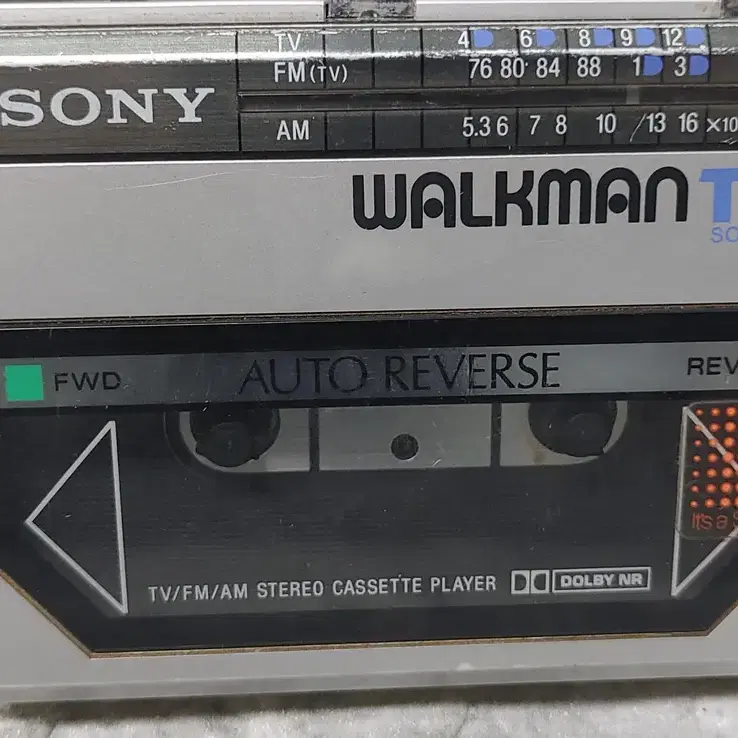 TV 4 6 8 9 12
FM(TV) 76 80 84 88 1 3
SONY
AM 5.3 6 7 8 10 13 16 ×10
WALKMAN
FWD AUTO REVERSE REV
It's a
TV/FM/AM STEREO CASSETTE PLAYER DOLBY NR